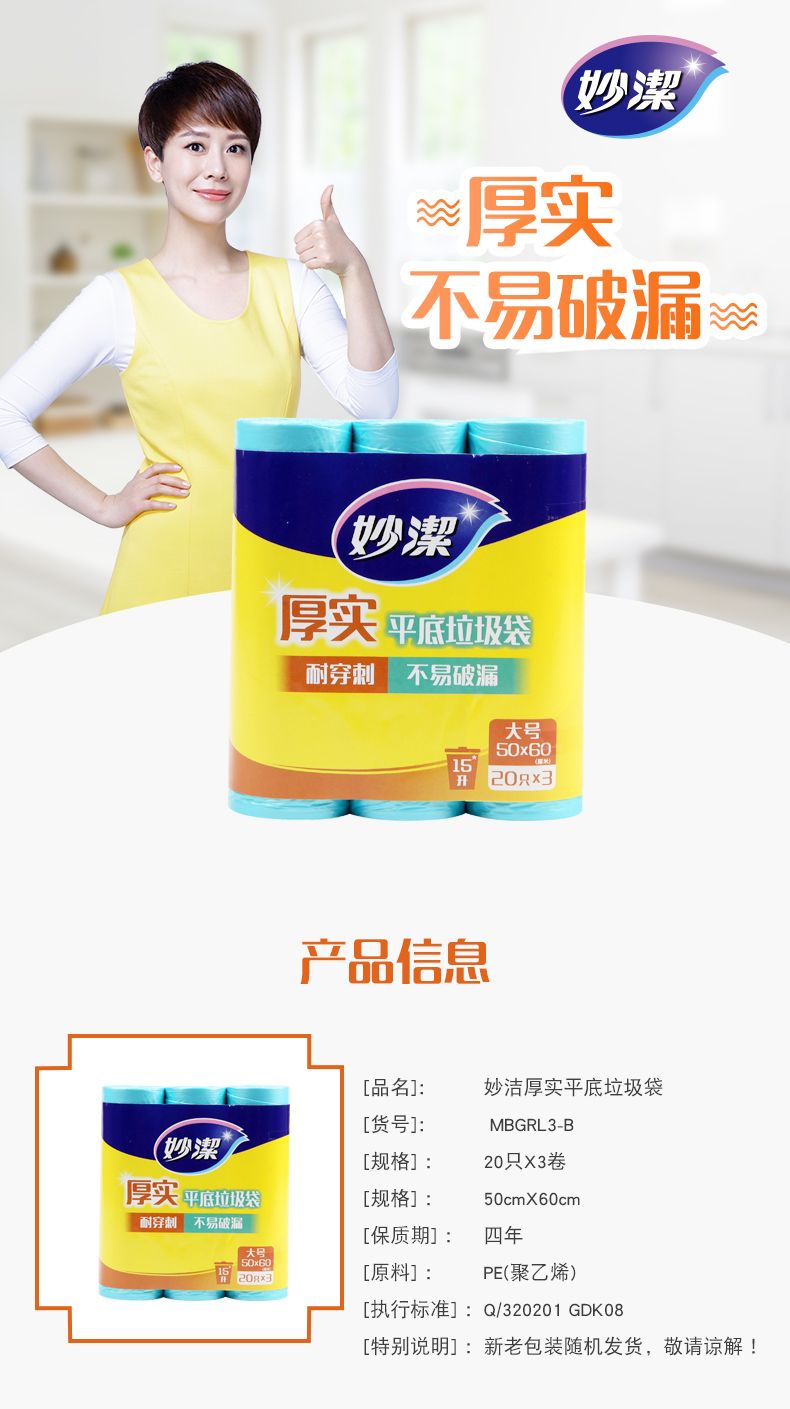 妙潔
厚实
不易破漏
妙潔
厚实 平底垃圾袋
耐穿刺 不易破漏
大号
50x60
(厘米)
15*
升
20只x3
产品信息
妙潔
厚实 平底垃圾袋
耐穿刺 不易破漏
大号
50x60
15*
升
20只x3
[品名]： 妙洁厚实平底垃圾袋
[货号]： MBGRL3-B
[规格]： 20只X3卷
[规格]： 50cmX60cm
[保质期]： 四年
[原料]： PE(聚乙烯)
[执行标准]：Q/320201 GDK08
[特别说明]：新老包装随机发货，敬请谅解！